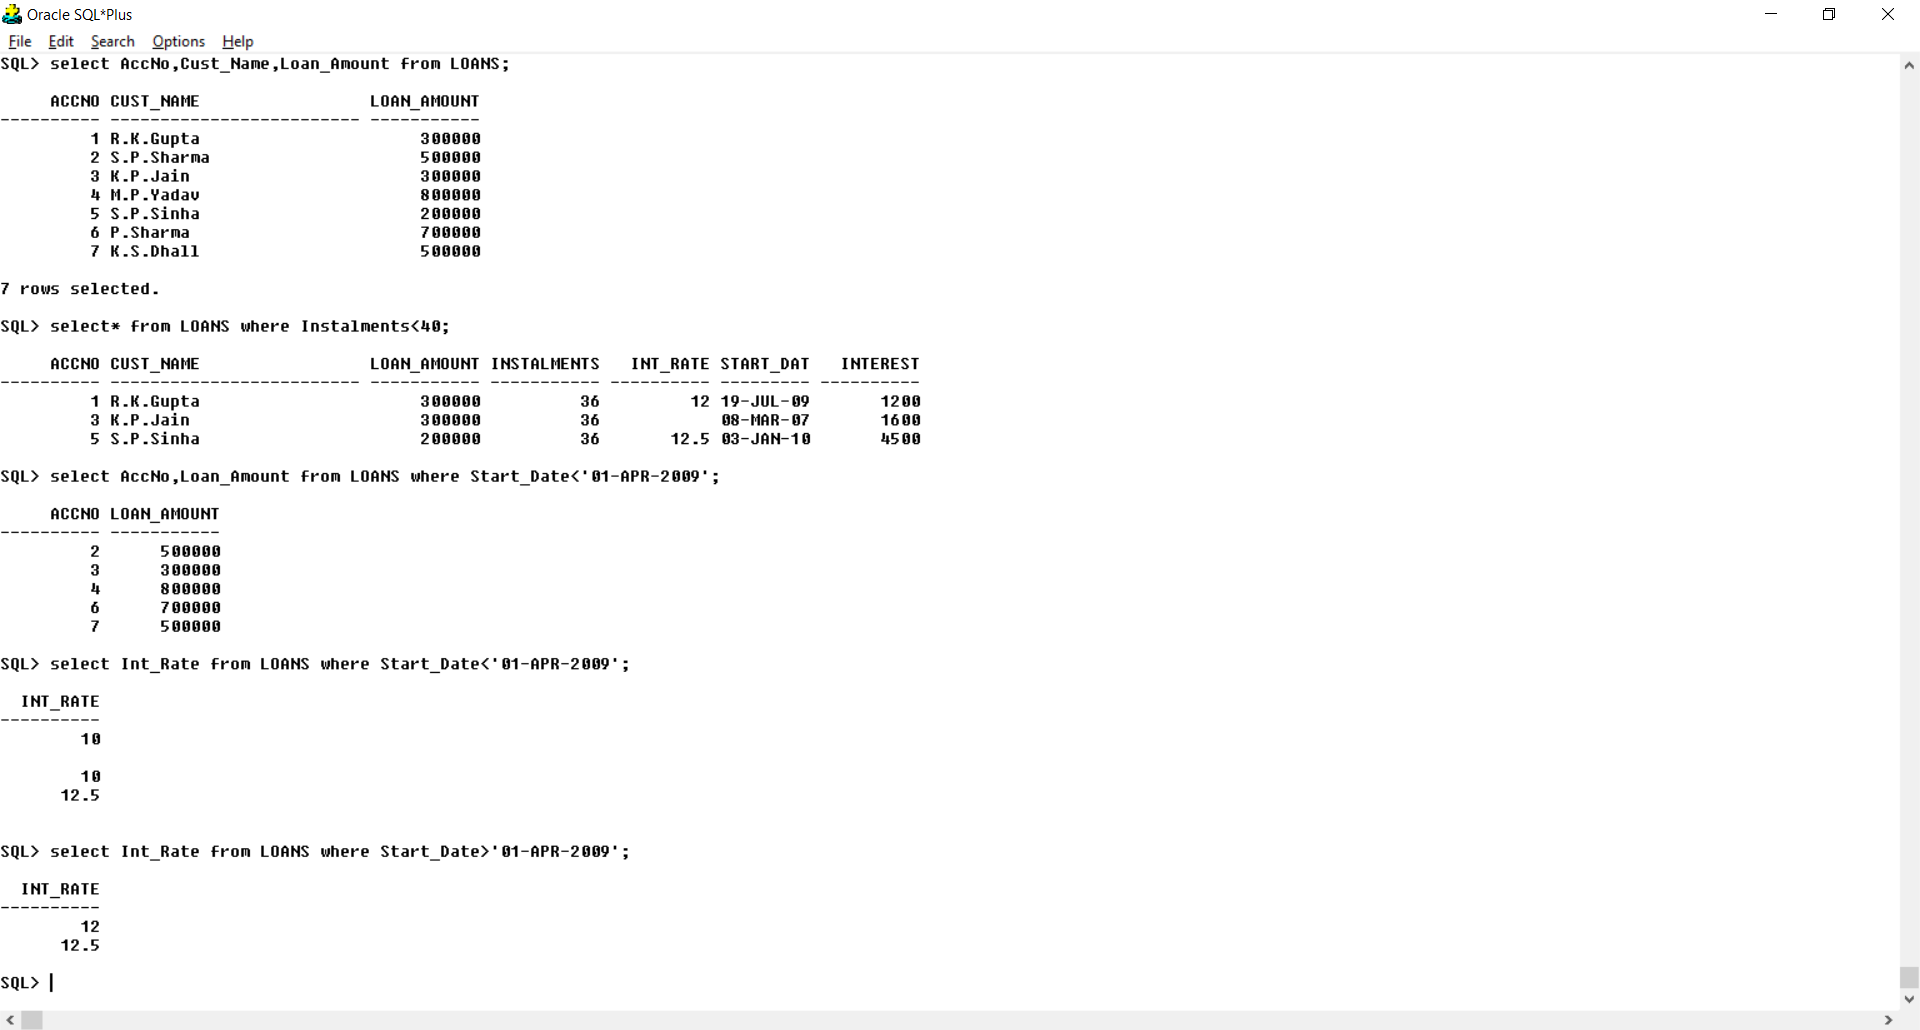 Oracle SQL*Plus
File Edit Search Options Help
SQL> select AccNo,Cust_Name,Loan_Amount from LOANS;
     ACCNO CUST_NAME                 LOAN_AMOUNT
---------- ------------------------- -----------
         1 R.K.Gupta                      300000
         2 S.P.Sharma                     500000
         3 K.P.Jain                       300000
         4 M.P.Yadav                      800000
         5 S.P.Sinha                      200000
         6 P.Sharma                       700000
         7 K.S.Dhall                      500000
7 rows selected.
SQL> select* from LOANS where Instalments<40;
     ACCNO CUST_NAME                 LOAN_AMOUNT INSTALMENTS   INT_RATE START_DAT   INTEREST
---------- ------------------------- ----------- ----------- ---------- --------- ----------
         1 R.K.Gupta                      300000          36         12 19-JUL-09       1200
         3 K.P.Jain                       300000          36            08-MAR-07       1600
         5 S.P.Sinha                      200000          36       12.5 03-JAN-10       4500
SQL> select AccNo,Loan_Amount from LOANS where Start_Date<'01-APR-2009';
     ACCNO LOAN_AMOUNT
---------- -----------
         2      500000
         3      300000
         4      800000
         6      700000
         7      500000
SQL> select Int_Rate from LOANS where Start_Date<'01-APR-2009';
  INT_RATE
----------
        10
        10
      12.5
SQL> select Int_Rate from LOANS where Start_Date>'01-APR-2009';
  INT_RATE
----------
        12
      12.5
SQL>